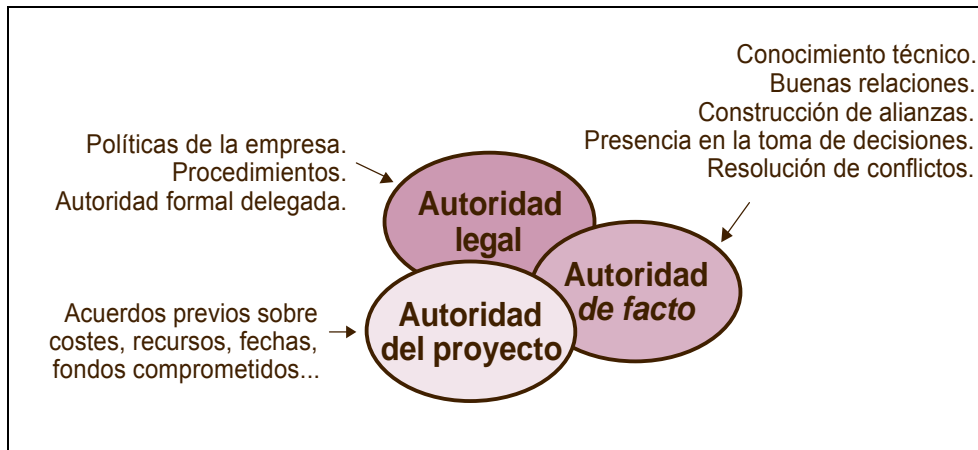 Conocimiento técnico.
Buenas relaciones.
Construcción de alianzas.
Presencia en la toma de decisiones.
Resolución de conflictos.
Políticas de la empresa.
Procedimientos.
Autoridad formal delegada.
Autoridad
legal
Autoridad
de facto
Autoridad
del proyecto
Acuerdos previos sobre
costes, recursos, fechas,
fondos comprometidos...